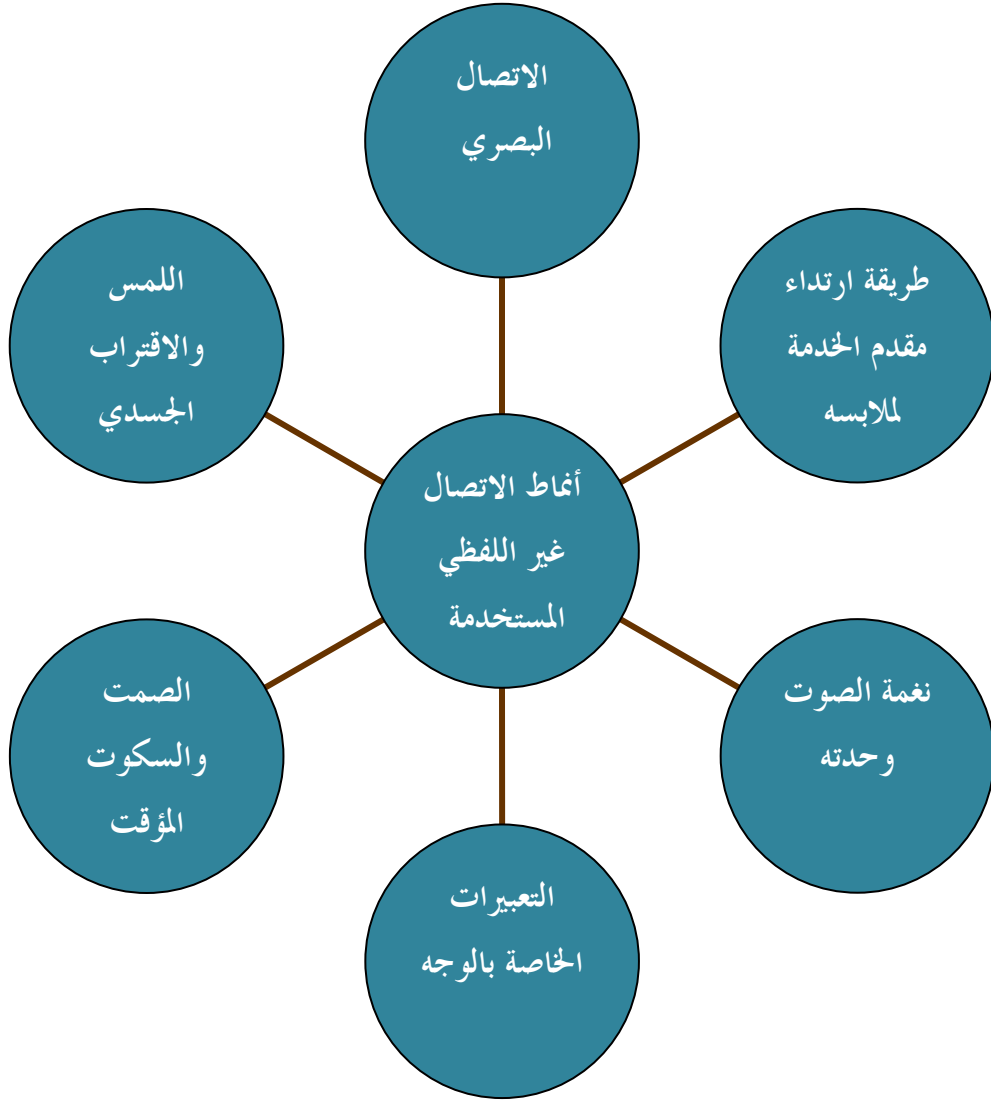 الاتصال
البصري
طريقة ارتداء
مقدم الخدمة
لملابسه
اللمس
والاقتراب
الجسدي
أنماط الاتصال
غير اللفظي
المستخدمة
نغمة الصوت
وحدته
الصمت
والسكوت
المؤقت
التعبيرات
الخاصة بالوجه